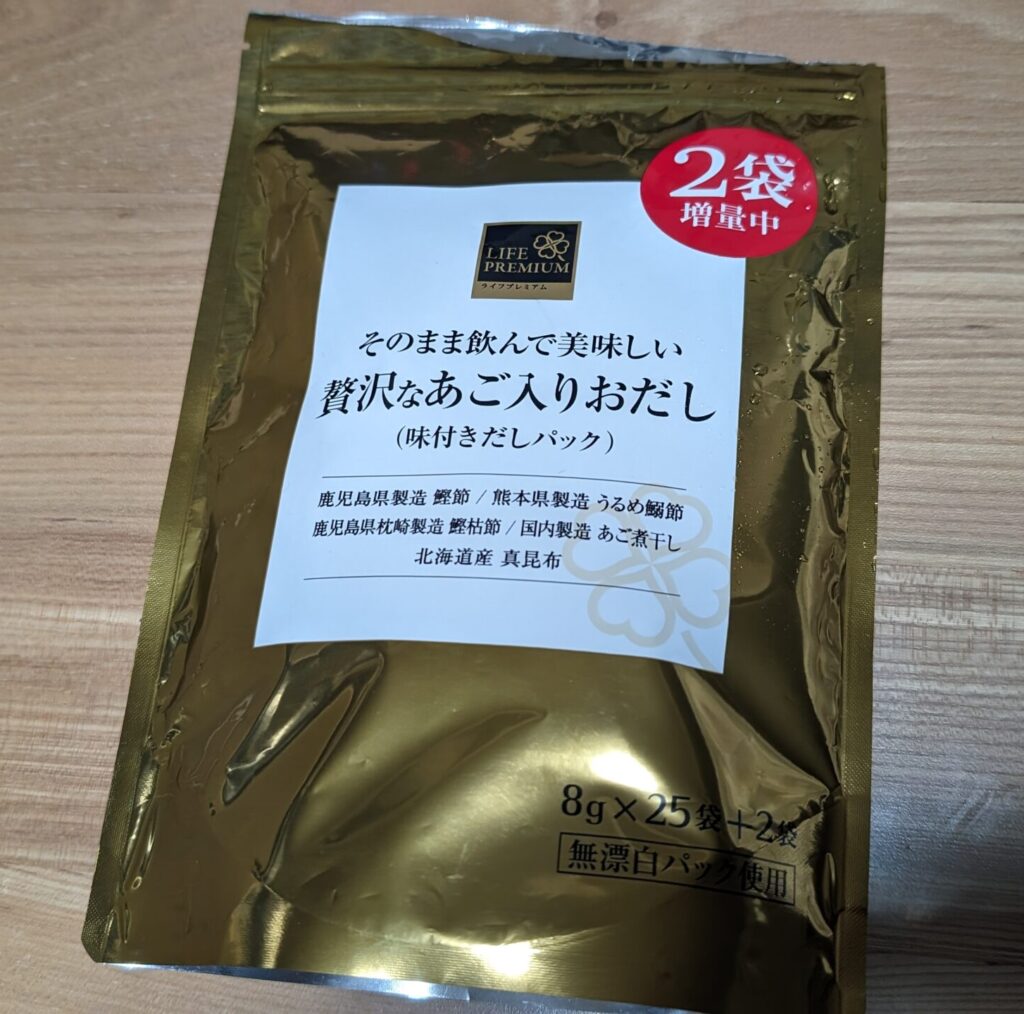 2袋
増量中
LIFE
PREMIUM
ライフプレミアム
そのまま飲んで美味しい
贅沢なあご入りおだし
(味付きだしパック)
鹿児島県製造 鰹節 / 熊本県製造 うるめ鰯節
鹿児島県枕崎製造 鰹枯節 / 国内製造 あご煮干し
北海道産 真昆布
8g×25袋+2袋
無漂白パック使用